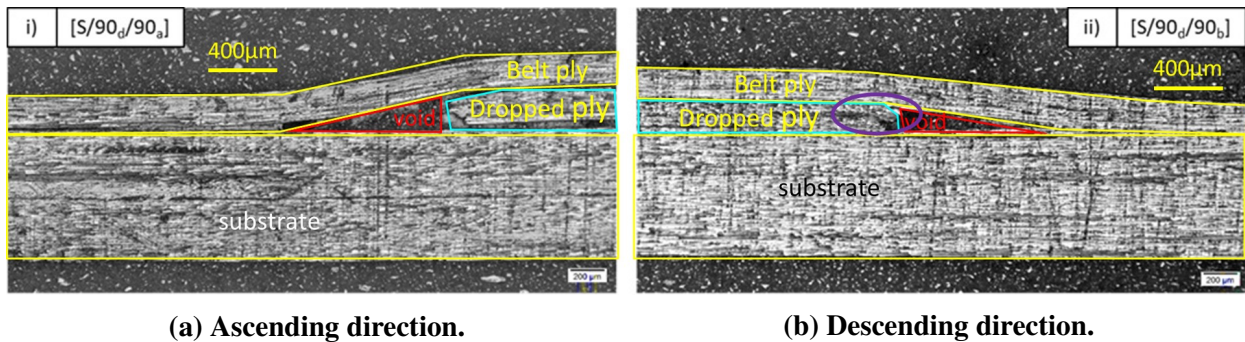 i) [S/90d/90a]
400µm
Belt ply
Dropped ply
void
substrate
200 µm
ii) [S/90d/90b]
400µm
Belt ply
Dropped ply
void
substrate
200 µm
(a) Ascending direction.
(b) Descending direction.